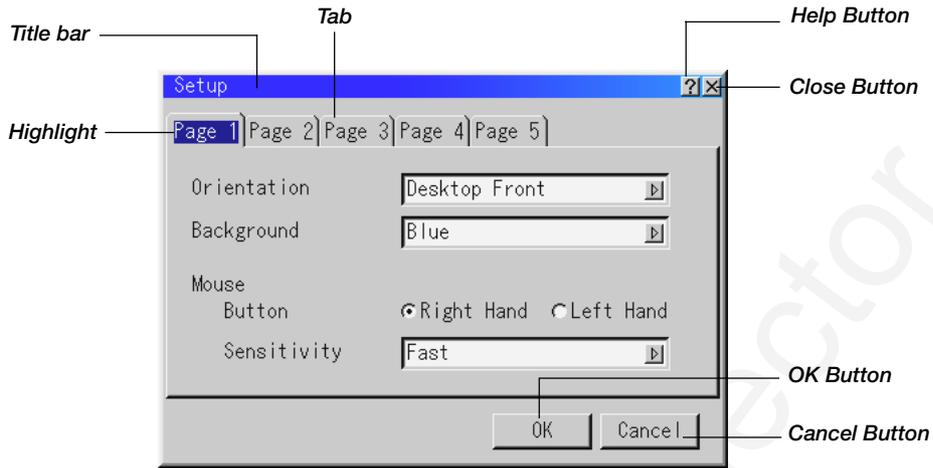 Tab
Help Button
Title bar
Setup
? ×
Close Button
Highlight
Page 1 Page 2 Page 3 Page 4 Page 5
Orientation Desktop Front
Background Blue
Mouse
Button Right Hand Left Hand
Sensitivity Fast
OK Button
OK Cancel
Cancel Button
ector